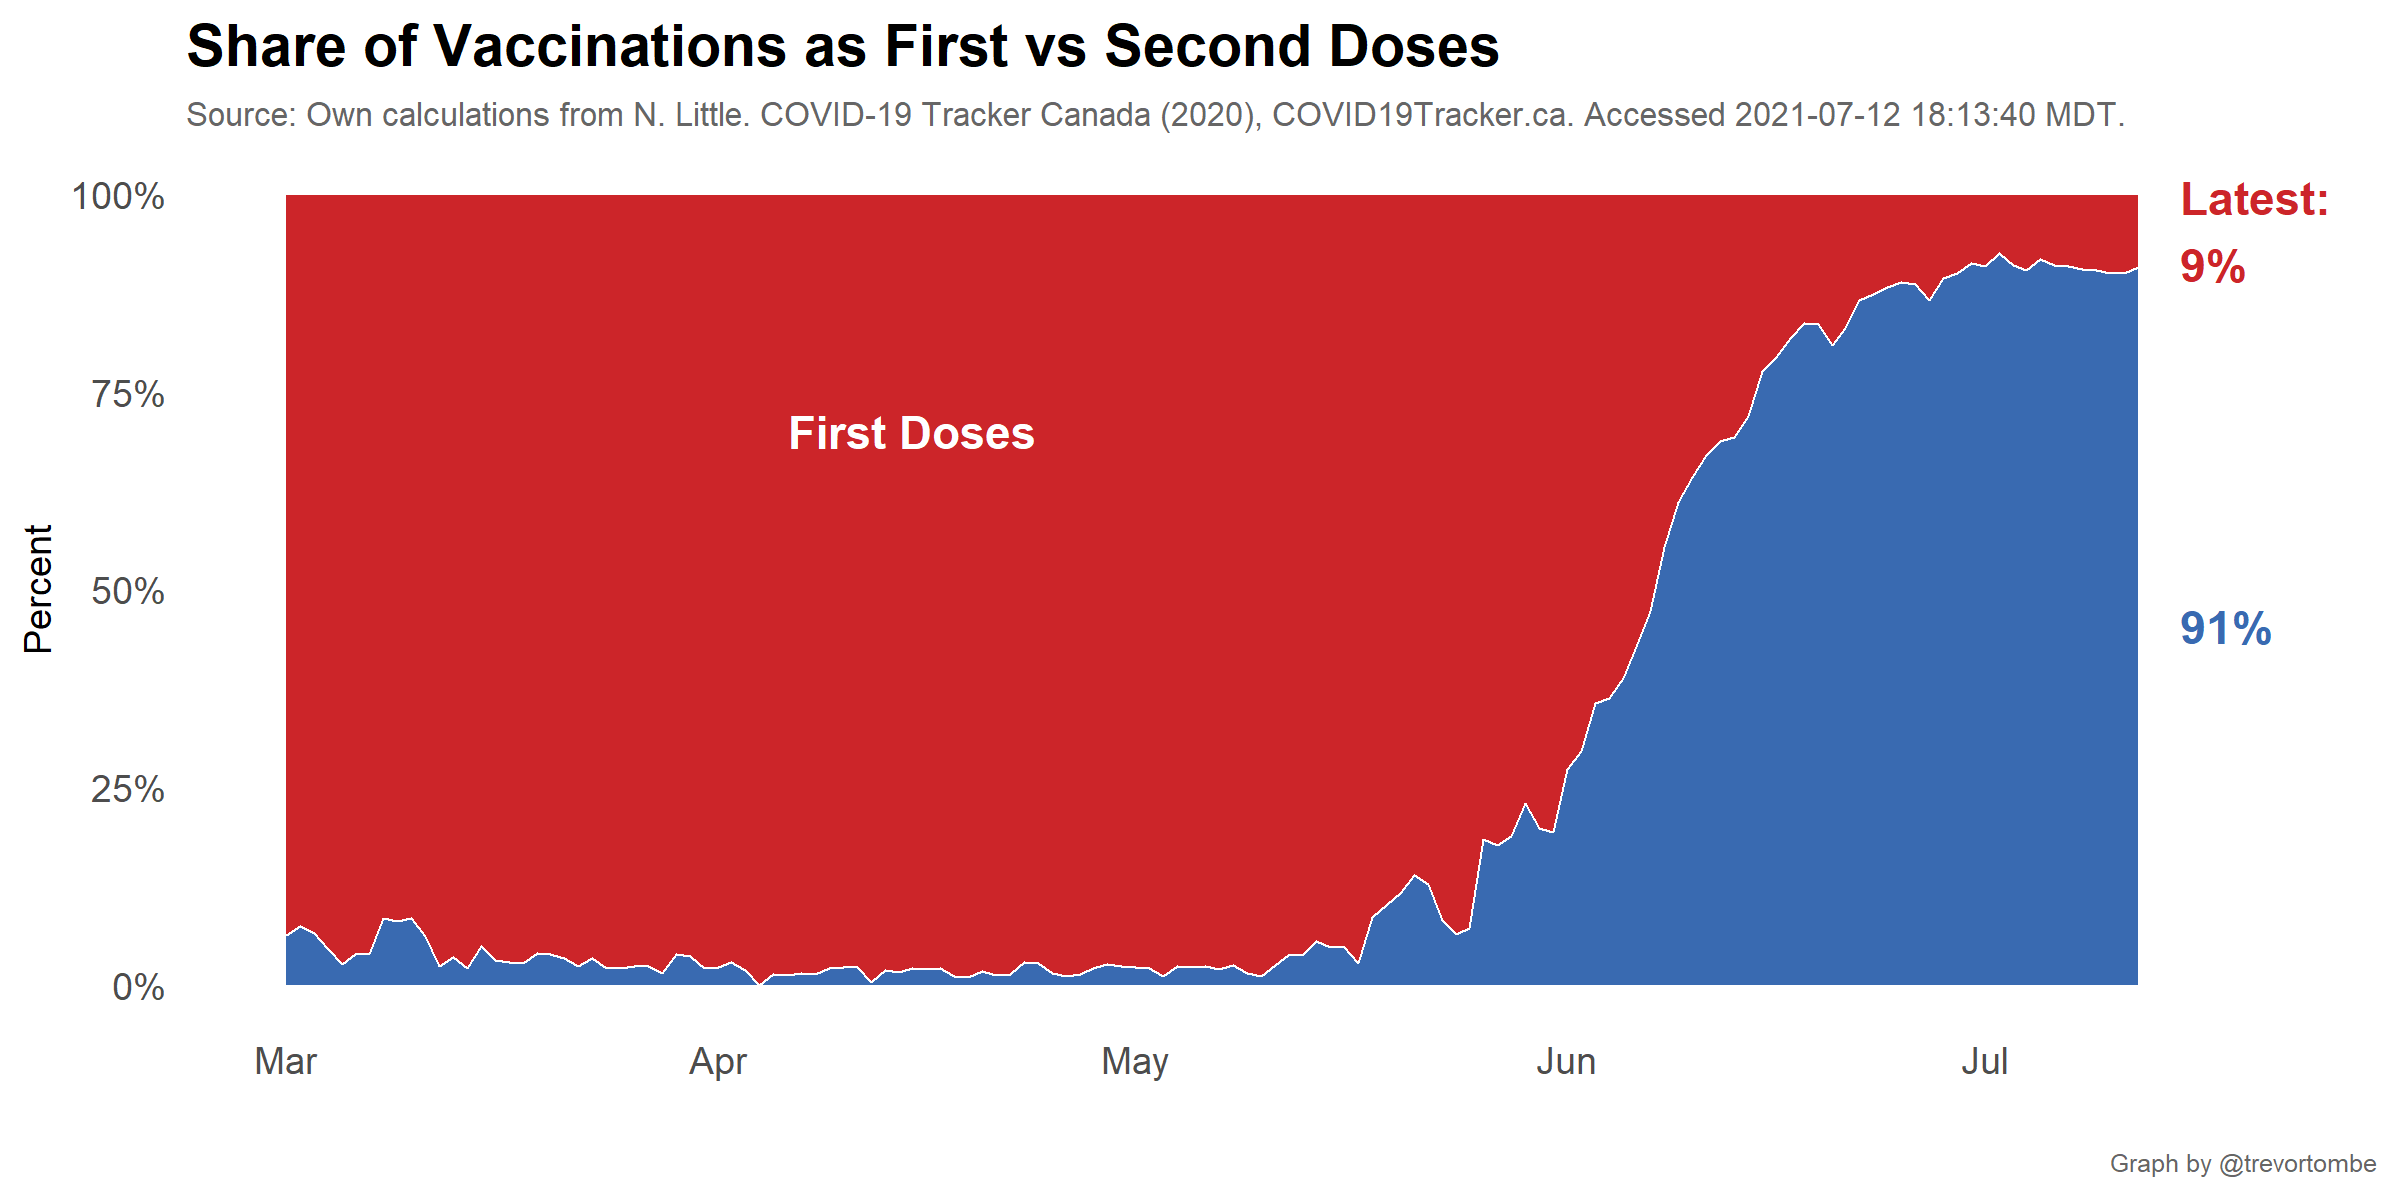 Share of Vaccinations as First vs Second Doses
Source: Own calculations from N. Little. COVID-19 Tracker Canada (2020), COVID19Tracker.ca. Accessed 2021-07-12 18:13:40 MDT.
100%
75%
50%
25%
0%
Percent
First Doses
Latest:
9%
91%
Mar
Apr
May
Jun
Jul
Graph by @trevortombe